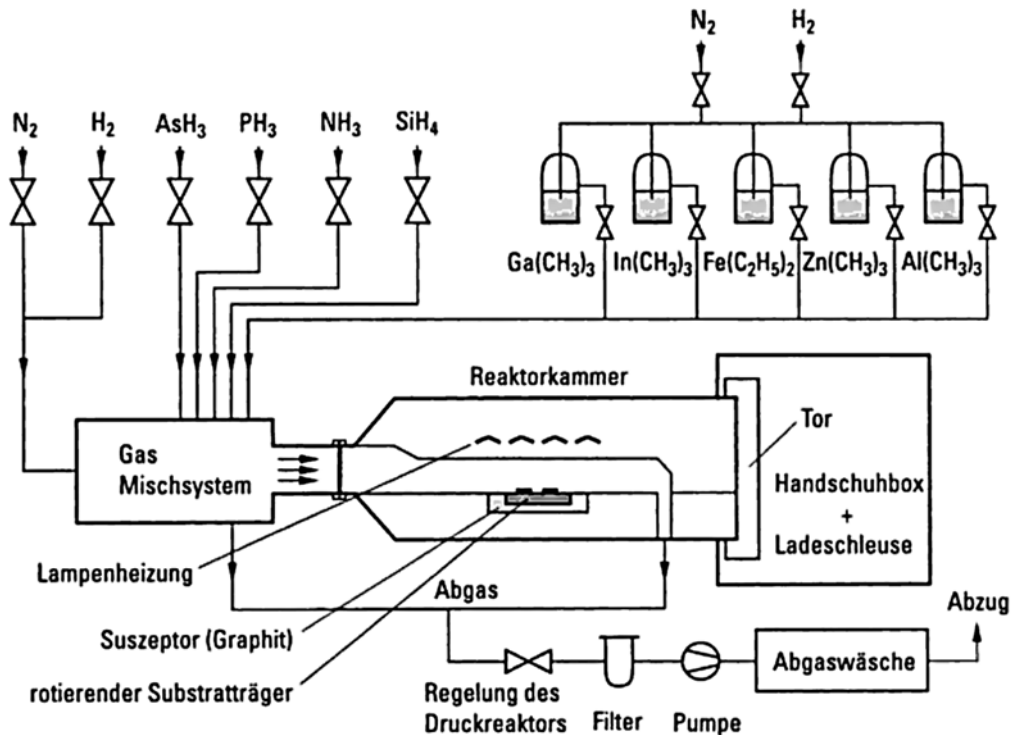 N₂ H₂
N₂ H₂ AsH₃ PH₃ NH₃ SiH₄
Ga(CH₃)₃ In(CH₃)₃ Fe(C₂H₅)₂ Zn(CH₃)₃ Al(CH₃)₃
Reaktorkammer
Tor
Gas
Mischsystem
Handschuhbox
+
Ladeschleuse
Lampenheizung
Abgas
Suszeptor (Graphit)
rotierender Substratträger
Abzug
Abgaswäsche
Regelung des
Druckreaktors
Filter
Pumpe